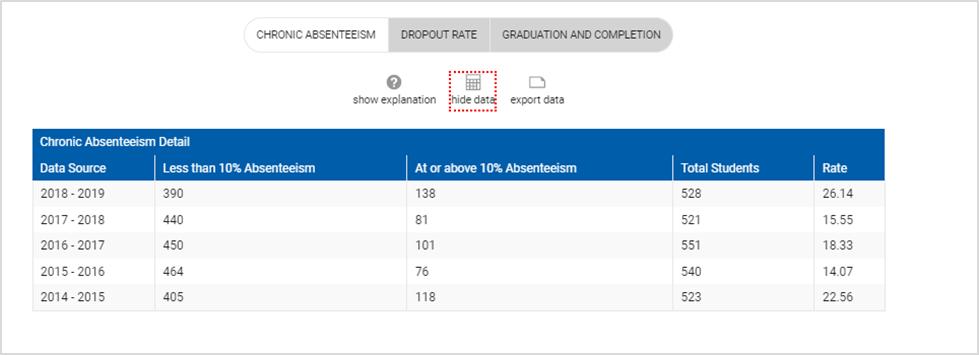 CHRONIC ABSENTEEISM DROPOUT RATE GRADUATION AND COMPLETION
show explanation hide data export data
Chronic Absenteeism Detail
Data Source Less than 10% Absenteeism At or above 10% Absenteeism Total Students Rate
2018 - 2019 390 138 528 26.14
2017 - 2018 440 81 521 15.55
2016 - 2017 450 101 551 18.33
2015 - 2016 464 76 540 14.07
2014 - 2015 405 118 523 22.56